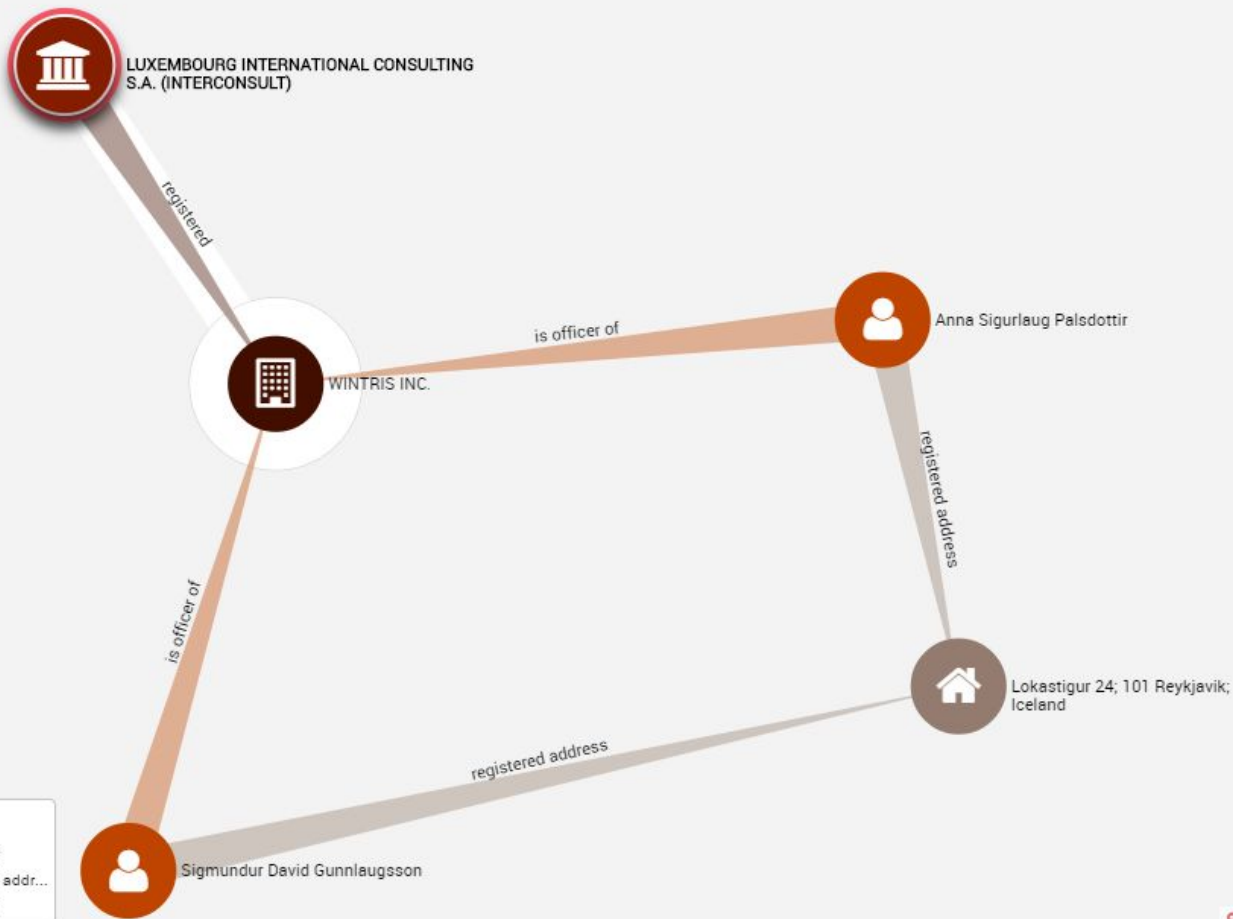 LUXEMBOURG INTERNATIONAL CONSULTING
S.A. (INTERCONSULT)
registered
is officer of
Anna Sigurlaug Palsdottir
WINTRIS INC.
registered address
is officer of
Lokastigur 24; 101 Reykjavik;
Iceland
registered address
Sigmundur David Gunnlaugsson
addr...